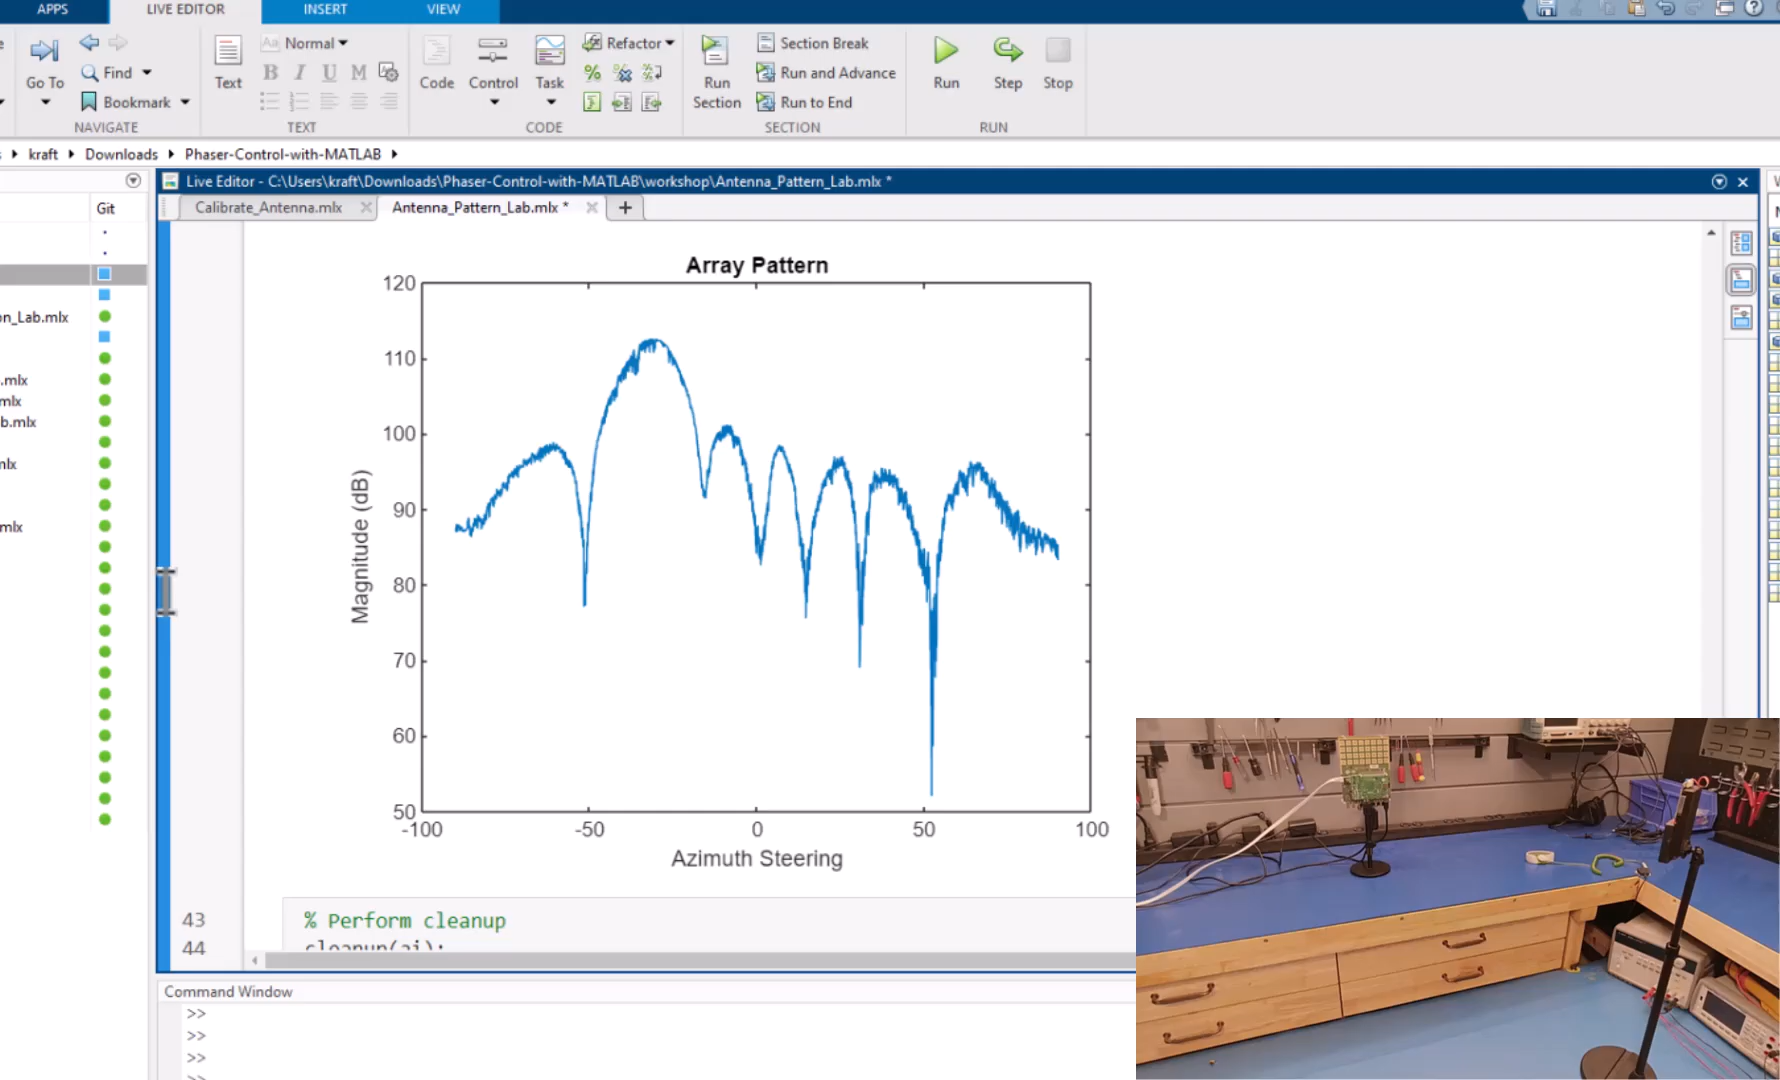 APPS LIVE EDITOR INSERT VIEW
Go To
Find
Bookmark
NAVIGATE
Text
Aa Normal
B I U M
TEXT
Code
Control
Task
Refactor
CODE
Run Section
Section Break
Run and Advance
Run to End
SECTION
Run
Step
Stop
RUN
kraft Downloads Phaser-Control-with-MATLAB
Live Editor - C:\Users\kraft\Downloads\Phaser-Control-with-MATLAB\workshop\Antenna_Pattern_Lab.mlx *
Git
Calibrate_Antenna.mlx Antenna_Pattern_Lab.mlx * +
on_Lab.mlx
.mlx
mlx
b.mlx
mlx
Array Pattern
120
110
100
90
80
70
60
50
Magnitude (dB)
-100 -50 0 50 100
Azimuth Steering
43 % Perform cleanup
44 cleanup(ai);
Command Window
>>
>>
>>
>>